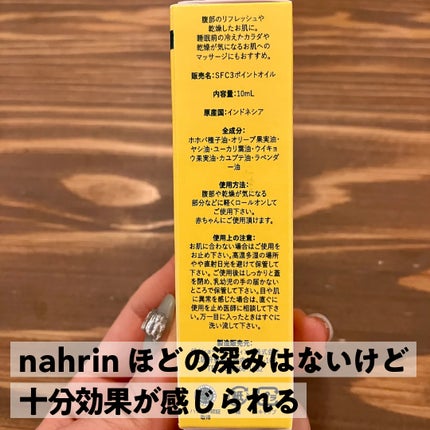 腹部のリフレッシュや
乾燥したお肌に。
睡眠前の冷えたカラダや
乾燥が気になるお肌への
マッサージにもおすすめ。
販売名：SFC3ポイントオイル
内容量：10mL
原産国：インドネシア
全成分：
ホホバ種子油・オリーブ果実油・
ヤシ油・ユーカリ葉油・ウイキョ
ウ果実油・カユプテ油・ラベンダ
ー油
使用方法：
腹部や乾燥が気になる
部分などに軽くロールオンして
ご使用下さい。
赤ちゃんにご使用頂けます。
使用上の注意：
お肌に合わない場合はご使用を
お止め下さい。高温多湿の場所
やや直射日光を避けて保管して下
さい。ご使用後はしっかりと蓋
を閉め、乳幼児の手の届かない
ところで保管して下さい。目や肌
に異常を感じた場合は、直ぐに
使用を止め医師に相談して下さ
い。万一目に入ったときはすぐに
洗い流して下さい。
製造販売元：
nahrin ほどの深みはないけど
十分効果が感じられる